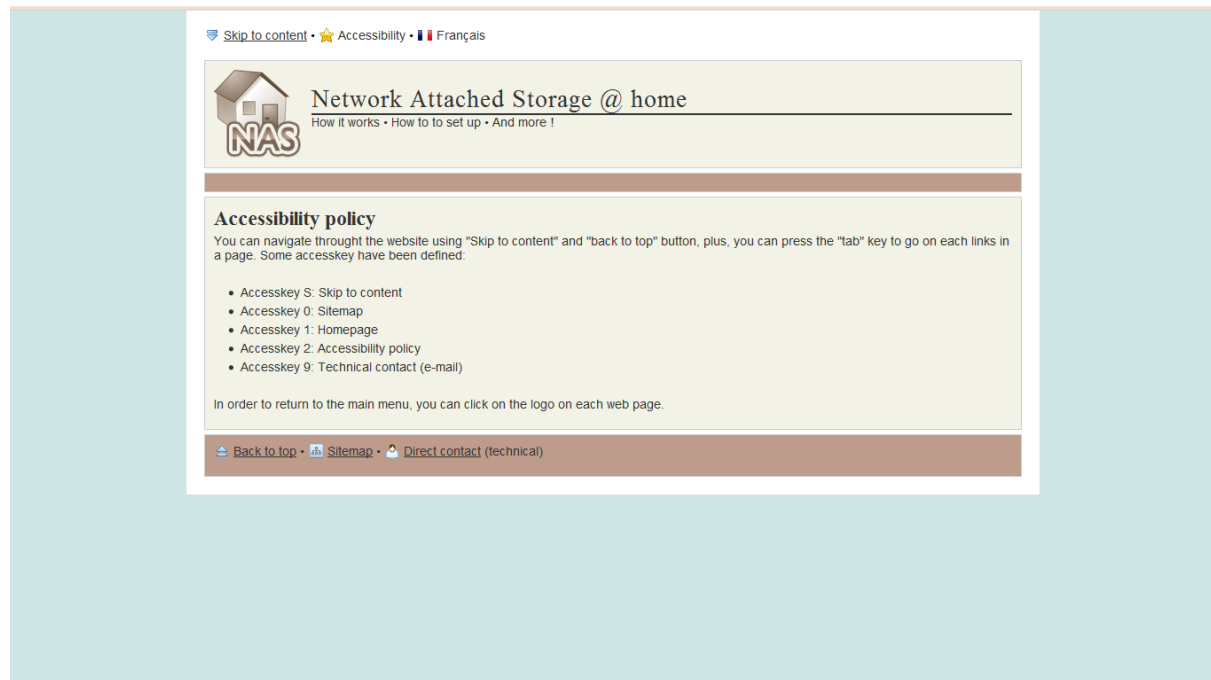 Skip to content • Accessibility • Français
Network Attached Storage @ home
How it works • How to to set up • And more !
NAS
Accessibility policy
You can navigate throught the website using "Skip to content" and "back to top" button, plus, you can press the "tab" key to go on each links in
a page. Some accesskey have been defined:
• Accesskey S: Skip to content
• Accesskey 0: Sitemap
• Accesskey 1: Homepage
• Accesskey 2: Accessibility policy
• Accesskey 9: Technical contact (e-mail)
In order to return to the main menu, you can click on the logo on each web page.
Back to top • Sitemap • Direct contact (technical)